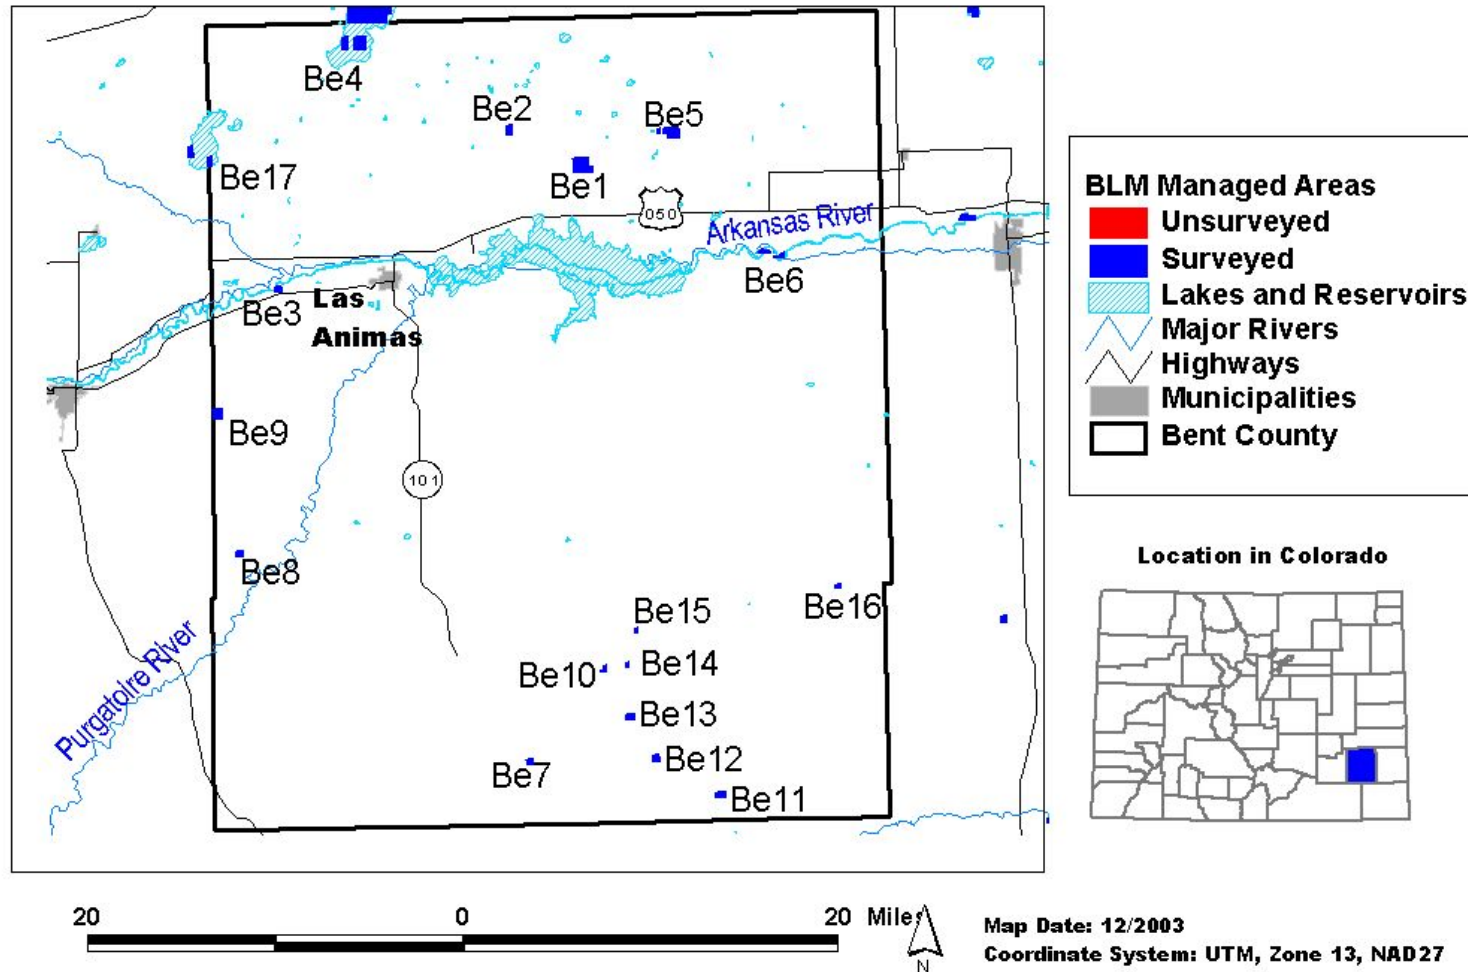 Be4
Be2
Be5
Be17
Be1
050
Arkansas River
Be6
Be3
Las
Animas
Be9
101
Be8
Be16
Be15
Be14
Be10
Be13
Purgatoire River
Be12
Be7
Be11
BLM Managed Areas
Unsurveyed
Surveyed
Lakes and Reservoirs
Major Rivers
Highways
Municipalities
Bent County
Location in Colorado
20 0 20 Miles
N
Map Date: 12/2003
Coordinate System: UTM, Zone 13, NAD27